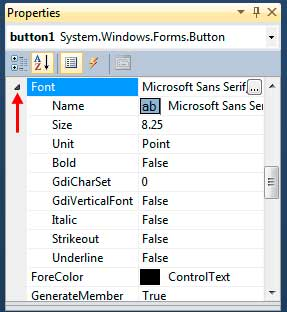 Properties
button1 System.Windows.Forms.Button
A Z
Font Microsoft Sans Serif, ...
Name ab Microsoft Sans Ser
Size 8.25
Unit Point
Bold False
GdiCharSet 0
GdiVerticalFont False
Italic False
Strikeout False
Underline False
ForeColor ControlText
GenerateMember True